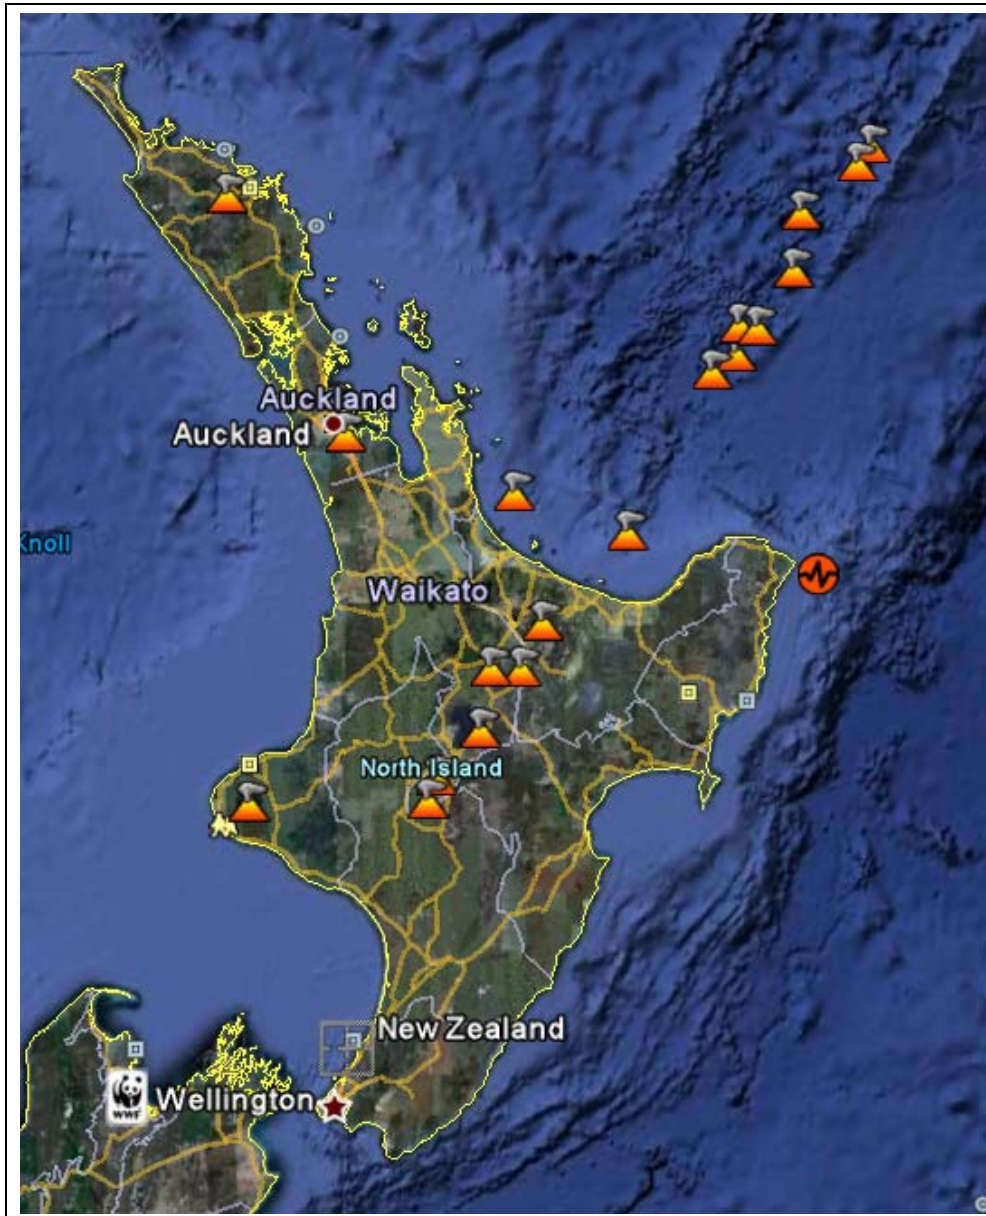 Auckland
Auckland
Knoll
Waikato
North Island
New Zealand
WWF
Wellington